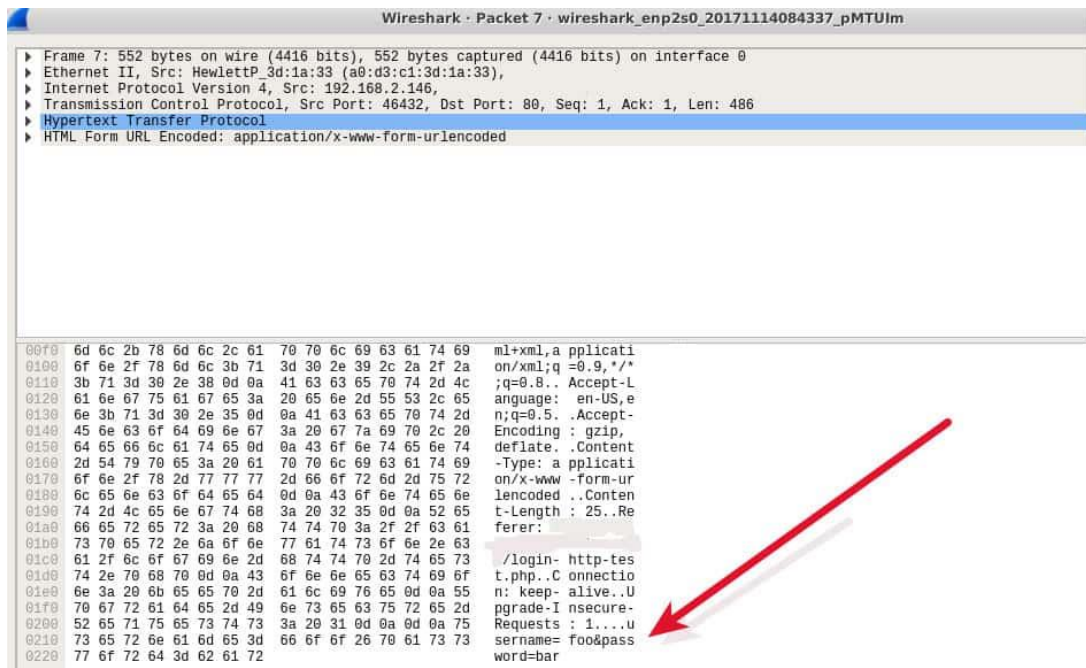 Wireshark · Packet 7 · wireshark_enp2s0_20171114084337_pMTUIm
Frame 7: 552 bytes on wire (4416 bits), 552 bytes captured (4416 bits) on interface 0
Ethernet II, Src: HewlettP_3d:1a:33 (a0:d3:c1:3d:1a:33),
Internet Protocol Version 4, Src: 192.168.2.146,
Transmission Control Protocol, Src Port: 46432, Dst Port: 80, Seq: 1, Ack: 1, Len: 486
Hypertext Transfer Protocol
HTML Form URL Encoded: application/x-www-form-urlencoded
00f0 6d 6c 2b 78 6d 6c 2c 61 70 70 6c 69 63 61 74 69 ml+xml,a pplicati
0100 6f 6e 2f 78 6d 6c 3b 71 3d 30 2e 39 2c 2a 2f 2a on/xml;q =0.9,*/*
0110 3b 71 3d 30 2e 38 0d 0a 41 63 63 65 70 74 2d 4c ;q=0.8.. Accept-L
0120 61 6e 67 75 61 67 65 3a 20 65 6e 2d 55 53 2c 65 anguage: en-US,e
0130 6e 3b 71 3d 30 2e 35 0d 0a 41 63 63 65 70 74 2d n;q=0.5. .Accept-
0140 45 6e 63 6f 64 69 6e 67 3a 20 67 7a 69 70 2c 20 Encoding : gzip,
0150 64 65 66 6c 61 74 65 0d 0a 43 6f 6e 74 65 6e 74 deflate. .Content
0160 2d 54 79 70 65 3a 20 61 70 70 6c 69 63 61 74 69 -Type: a pplicati
0170 6f 6e 2f 78 2d 77 77 77 2d 66 6f 72 6d 2d 75 72 on/x-www -form-ur
0180 6c 65 6e 63 6f 64 65 64 0d 0a 43 6f 6e 74 65 6e lencoded ..Conten
0190 74 2d 4c 65 6e 67 74 68 3a 20 32 35 0d 0a 52 65 t-Length : 25..Re
01a0 66 65 72 65 72 3a 20 68 74 74 70 3a 2f 2f 63 61 ferer:
01b0 73 70 65 72 2e 6a 6f 6e 77 61 74 73 6f 6e 2e 63
01c0 61 2f 6c 6f 67 69 6e 2d 68 74 74 70 2d 74 65 73 /login- http-tes
01d0 74 2e 70 68 70 0d 0a 43 6f 6e 6e 65 63 74 69 6f t.php..C onnectio
01e0 6e 3a 20 6b 65 65 70 2d 61 6c 69 76 65 0d 0a 55 n: keep- alive..U
01f0 70 67 72 61 64 65 2d 49 6e 73 65 63 75 72 65 2d pgrade-I nsecure-
0200 52 65 71 75 65 73 74 73 3a 20 31 0d 0a 0d 0a 75 Requests : 1....u
0210 73 65 72 6e 61 6d 65 3d 66 6f 6f 26 70 61 73 73 sername= foo&pass
0220 77 6f 72 64 3d 62 61 72 word=bar